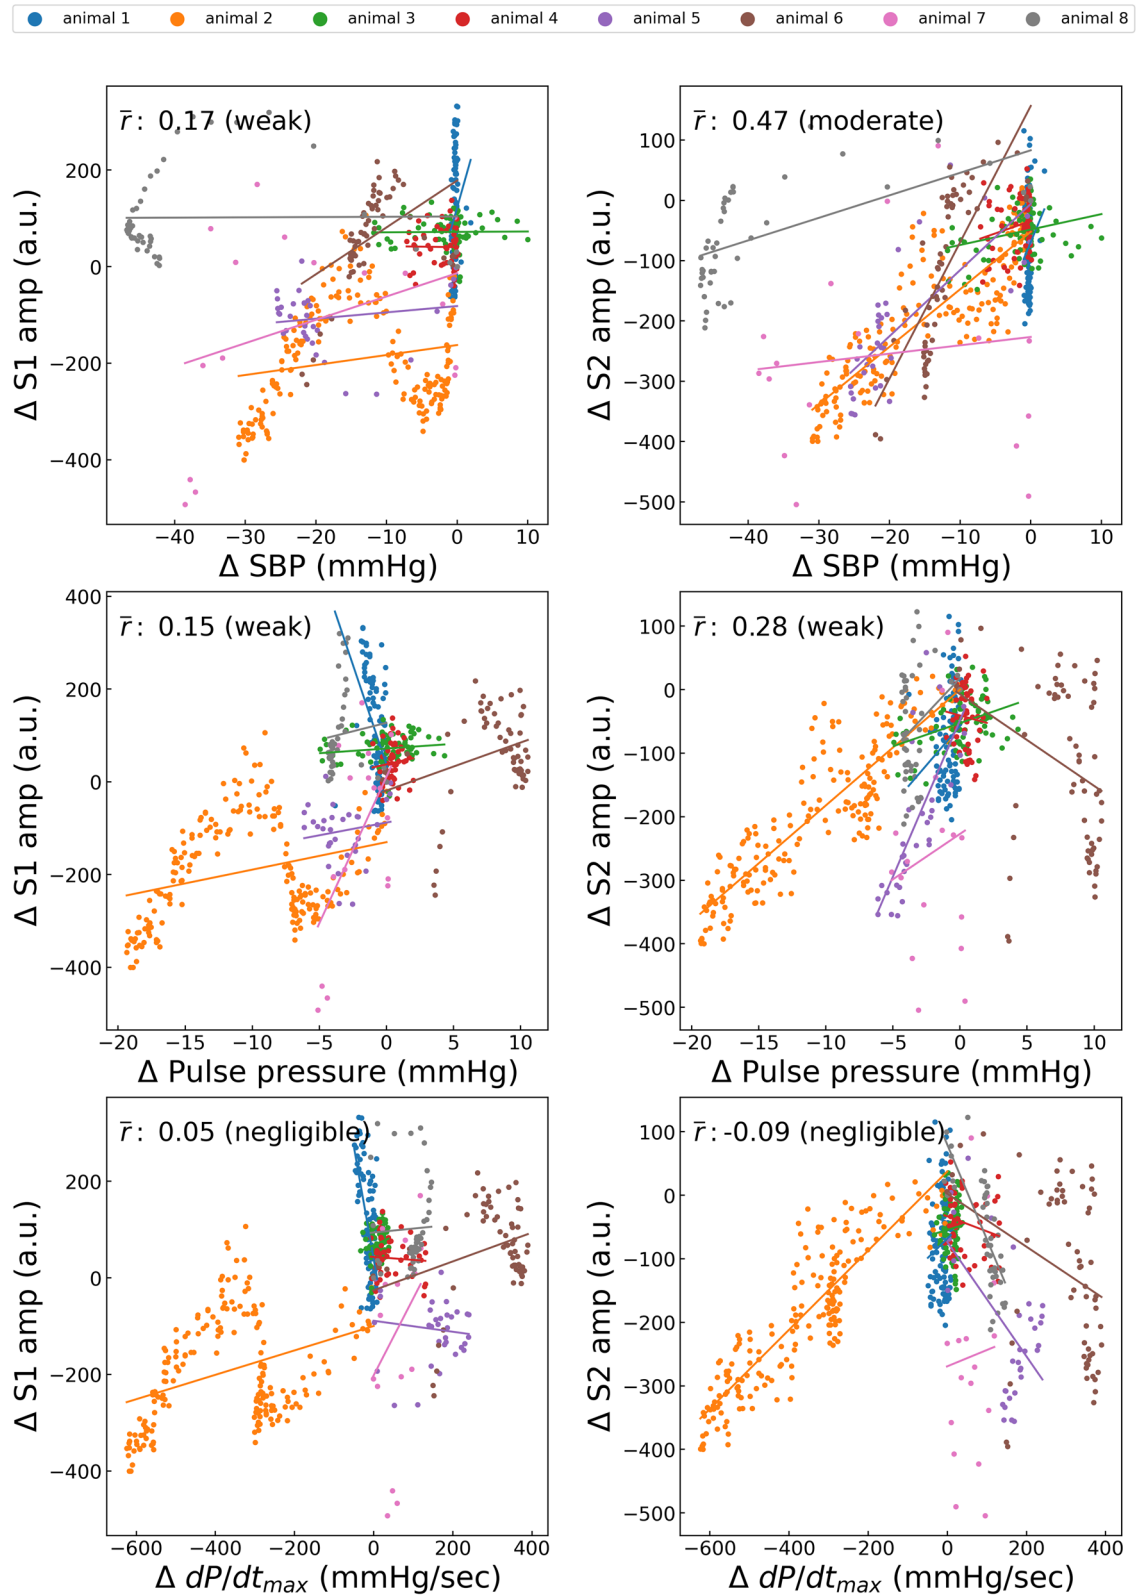 animal 1 animal 2 animal 3 animal 4 animal 5 animal 6 animal 7 animal 8
r̄ : 0.17 (weak)
Δ S1 amp (a.u.)
200
0
−200
−400
−40 −30 −20 −10 0 10
Δ SBP (mmHg)
r̄ : 0.47 (moderate)
Δ S2 amp (a.u.)
100
0
−100
−200
−300
−400
−500
−40 −30 −20 −10 0 10
Δ SBP (mmHg)
r̄ : 0.15 (weak)
Δ S1 amp (a.u.)
400
200
0
−200
−400
−20 −15 −10 −5 0 5 10
Δ Pulse pressure (mmHg)
r̄ : 0.28 (weak)
Δ S2 amp (a.u.)
100
0
−100
−200
−300
−400
−500
−20 −15 −10 −5 0 5 10
Δ Pulse pressure (mmHg)
r̄ : 0.05 (negligible)
Δ S1 amp (a.u.)
200
0
−200
−400
−600 −400 −200 0 200 400
Δ dP/dtmax (mmHg/sec)
r̄ : -0.09 (negligible)
Δ S2 amp (a.u.)
100
0
−100
−200
−300
−400
−500
−600 −400 −200 0 200 400
Δ dP/dtmax (mmHg/sec)